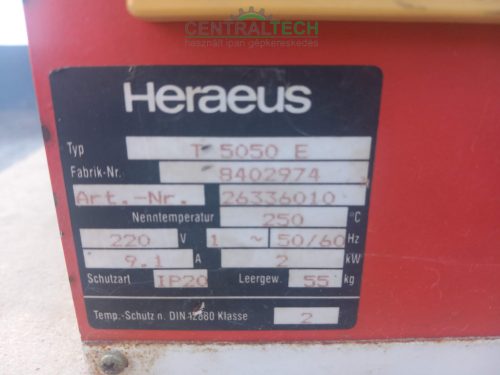 CENTRALTECH
használt ipari gépkereskedés
Heraeus
Typ T 5050 E
Fabrik-Nr. 8402974
Art.-Nr. 26336010
Nenntemperatur 250 °C
220 V 1 ~ 50/60 Hz
9.1 A 2 kW
Schutzart IP20 Leergew. 55 kg
Temp.-Schutz n. DIN 12880 Klasse 2